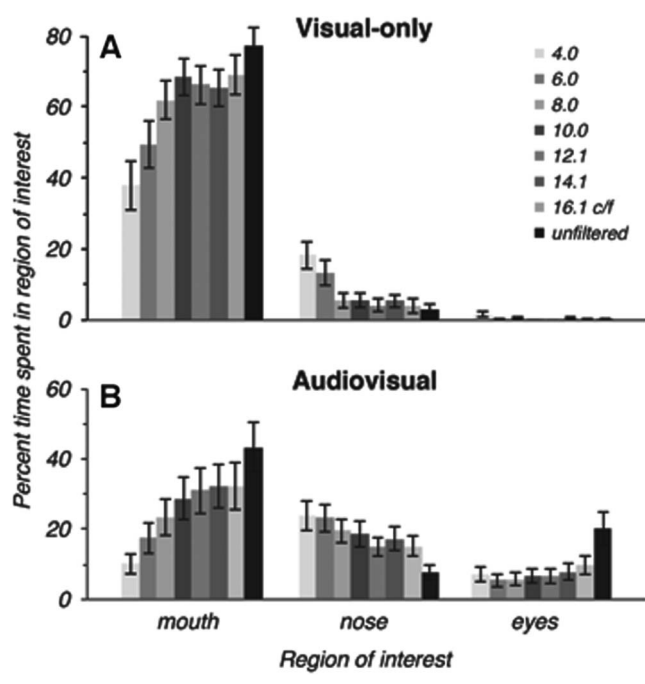 A
Visual-only
80
60
40
20
0
4.0
6.0
8.0
10.0
12.1
14.1
16.1 c/f
unfiltered
Percent time spent in region of interest
B
Audiovisual
60
40
20
0
mouth nose eyes
Region of interest